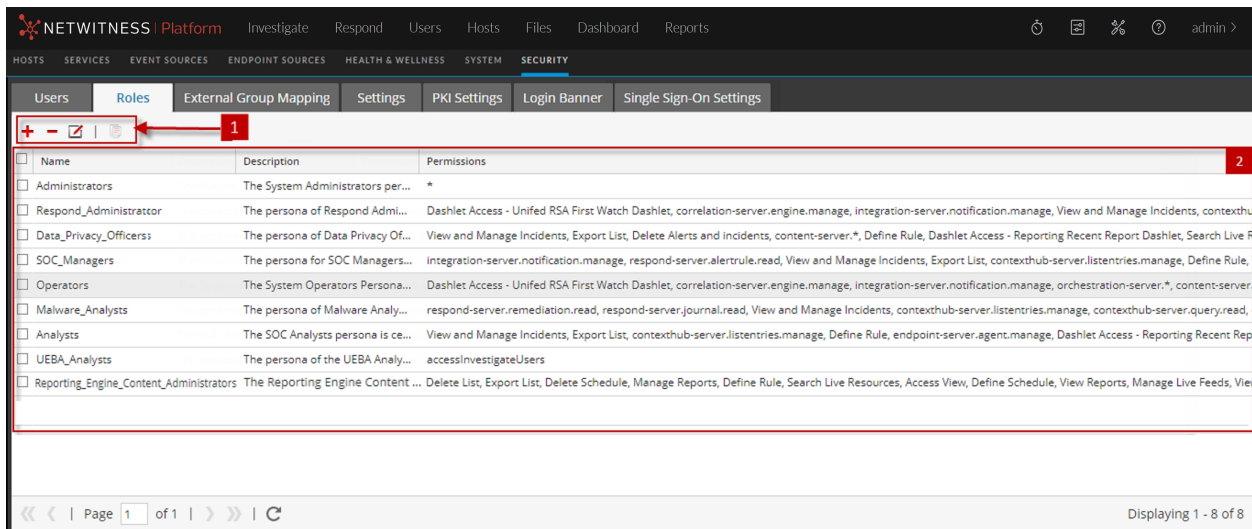 NETWITNESS Platform Investigate Respond Users Hosts Files Dashboard Reports admin >
HOSTS SERVICES EVENT SOURCES ENDPOINT SOURCES HEALTH & WELLNESS SYSTEM SECURITY
Users Roles External Group Mapping Settings PKI Settings Login Banner Single Sign-On Settings
1
Name Description Permissions 2
Administrators The System Administrators per... *
Respond_Administrator The persona of Respond Admi... Dashlet Access - Unifed RSA First Watch Dashlet, correlation-server.engine.manage, integration-server.notification.manage, View and Manage Incidents, contexthu
Data_Privacy_Officers The persona of Data Privacy Of... View and Manage Incidents, Export List, Delete Alerts and incidents, content-server.*, Define Rule, Dashlet Access - Reporting Recent Report Dashlet, Search Live R
SOC_Managers The persona for SOC Managers... integration-server.notification.manage, respond-server.alertrule.read, View and Manage Incidents, Export List, contexthub-server.listentries.manage, Define Rule,
Operators The System Operators Persona... Dashlet Access - Unifed RSA First Watch Dashlet, correlation-server.engine.manage, integration-server.notification.manage, orchestration-server.*, content-server.
Malware_Analysts The persona of Malware Analy... respond-server.remediation.read, respond-server.journal.read, View and Manage Incidents, contexthub-server.listentries.manage, contexthub-server.query.read,
Analysts The SOC Analysts persona is ce... View and Manage Incidents, Export List, contexthub-server.listentries.manage, Define Rule, endpoint-server.agent.manage, Dashlet Access - Reporting Recent Rep
UEBA_Analysts The persona of the UEBA Analy... accessInvestigateUsers
Reporting_Engine_Content_Administrators The Reporting Engine Content ... Delete List, Export List, Delete Schedule, Manage Reports, Define Rule, Search Live Resources, Access View, Define Schedule, View Reports, Manage Live Feeds, Vie
Page 1 of 1 Displaying 1 - 8 of 8